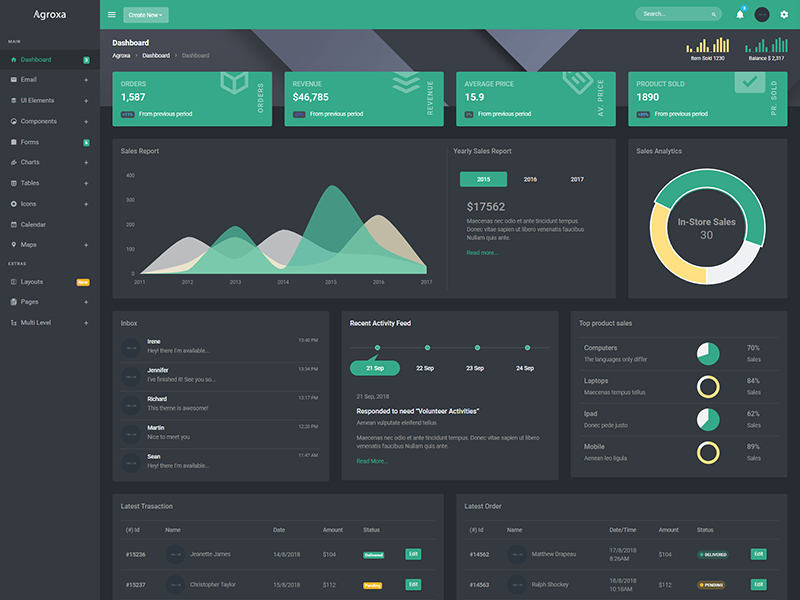 Agroxa
Create New
Search...
MAIN
Dashboard
Email
UI Elements
Components
Forms
6
Charts
Tables
Icons
Calendar
Maps
EXTRAS
Layouts
New
Pages
Multi Level
Dashboard
Agroxa > Dashboard > Dashboard
Item Sold 1230
Balance $ 2,317
ORDERS
1,587
From previous period
ORDERS
REVENUE
$46,785
From previous period
REVENUE
AVERAGE PRICE
15.9
From previous period
AV. PRICE
PRODUCT SOLD
1890
From previous period
PR. SOLD
Sales Report
400
300
200
100
0
2011 2012 2013 2014 2015 2016 2017
Yearly Sales Report
2015 2016 2017
$17562
Maecenas nec odio et ante tincidunt tempus.
Donec vitae sapien ut libero venenatis faucibus
Nullam quis ante.
Read more...
Sales Analytics
In-Store Sales
30
Inbox
Irene 13:40 PM
Hey! there I'm available...
Jennifer 13:34 PM
I've finished it! See you so...
Richard 13:17 PM
This theme is awesome!
Martin 12:20 PM
Nice to meet you
Sean 11:47 AM
Hey! there I'm available...
Recent Activity Feed
21 Sep 22 Sep 23 Sep 24 Sep
21 Sep, 2018
Responded to need “Volunteer Activities”
Aenean vulputate eleifend tellus
Maecenas nec odio et ante tincidunt tempus. Donec vitae sapien ut libero
venenatis faucibus Nullam quis ante.
Read More...
Top product sales
Computers 70%
The languages only differ Sales
Laptops 84%
Maecenas tempus tellus Sales
Ipad 62%
Donec pede justo Sales
Mobile 89%
Aenean leo ligula Sales
Latest Trasaction
(#) Id Name Date Amount Status
#15236 Jeanette James 14/8/2018 $104 Delivered Edit
#15237 Christopher Taylor 15/8/2018 $112 Pending Edit
Latest Order
(#) Id Name Date/Time Amount Status
#14562 Matthew Drapeau 17/8/2018 8:26AM $104 DELIVERED Edit
#14563 Ralph Shockey 18/8/2018 10:18AM $112 PENDING Edit